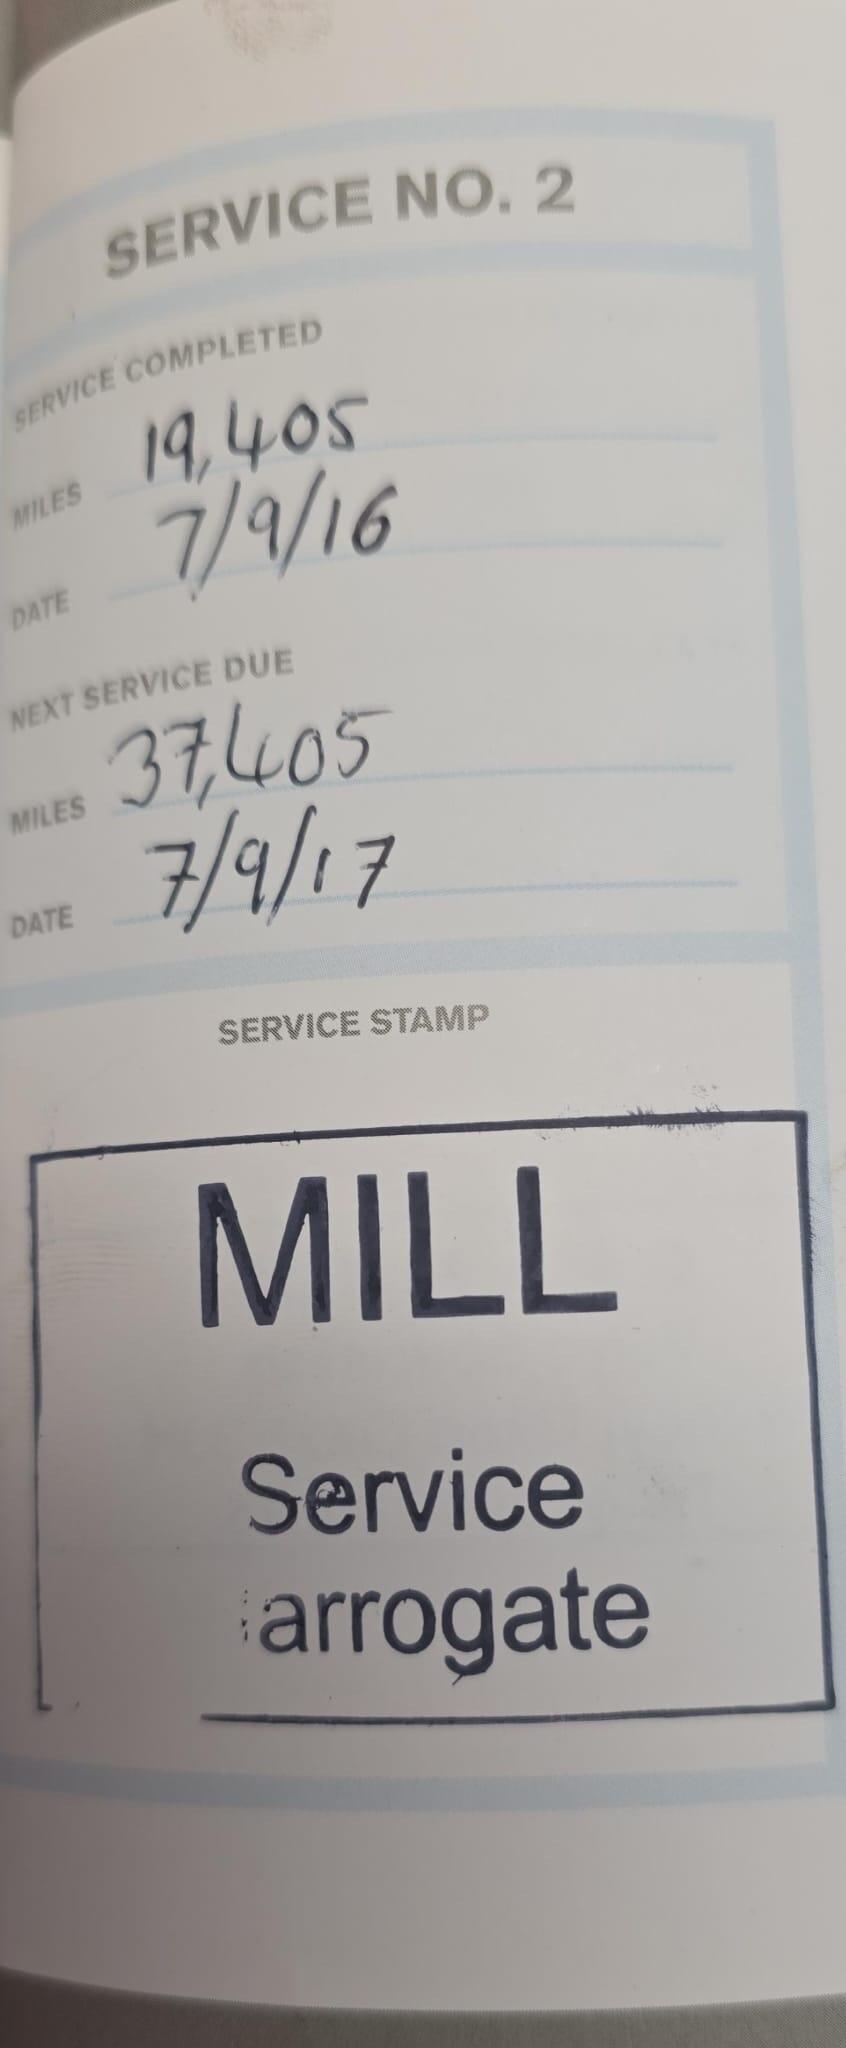 SERVICE NO. 2
SERVICE COMPLETED
MILES 19,405
DATE 7/9/16
NEXT SERVICE DUE
MILES 37,405
DATE 7/9/17
SERVICE STAMP
MILL
Service
arrogate